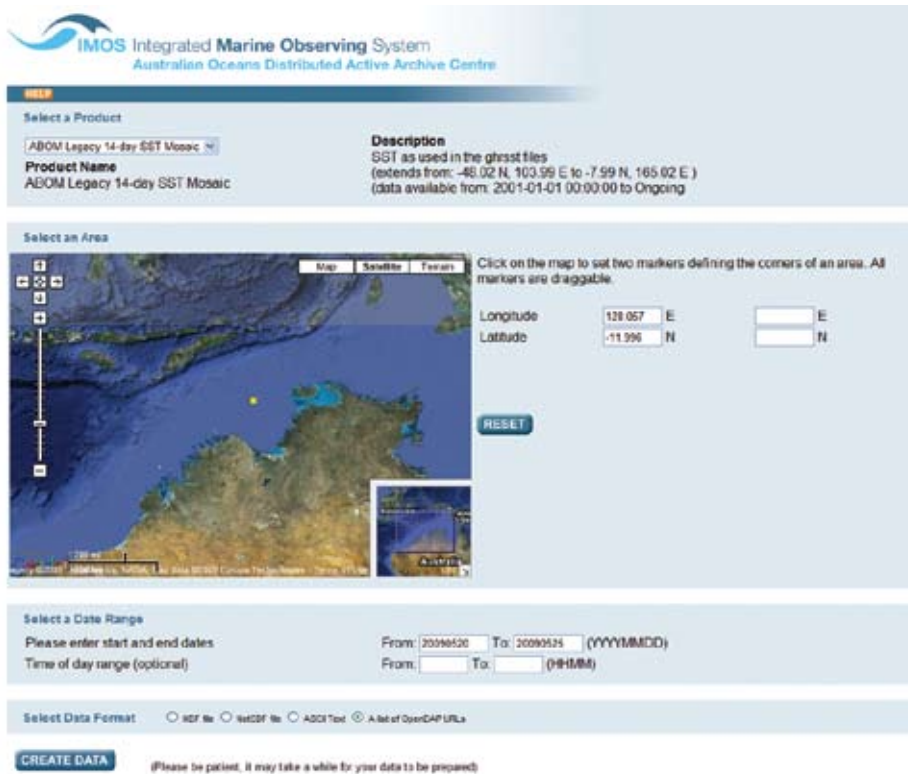 IMOS Integrated Marine Observing System
Australian Oceans Distributed Active Archive Centre
HELP
Select a Product
ABOM Legacy 14-day SST Mosaic
Product Name
ABOM Legacy 14-day SST Mosaic
Description
SST as used in the ghrsst files
(extends from: -48.02 N, 103.99 E to -7.99 N, 165.02 E )
(data available from: 2001-01-01 00:00:00 to Ongoing
Select an Area
Map Satellite Terrain
Click on the map to set two markers defining the corners of an area. All
markers are draggable.
Longitude 128.057 E E
Latitude -11.996 N N
RESET
200 mi
Australia
Select a Date Range
Please enter start and end dates From: 20090520 To: 20090525 (YYYYMMDD)
Time of day range (optional) From: To: (HHMM)
Select Data Format HDF file NetCDF file ASCII Text A list of OpenDAP URLs
CREATE DATA (Please be patient, it may take a while for your data to be prepared)